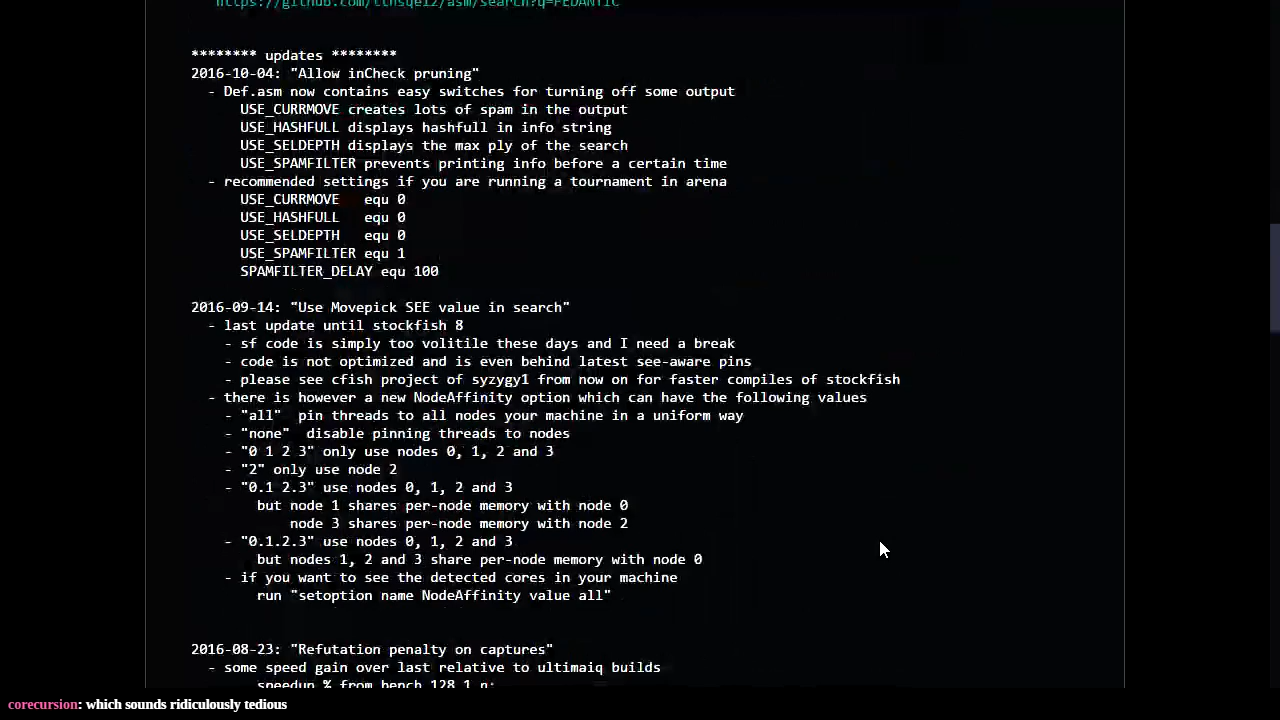 https://github.com/tthsqe12/asm/search?q=PEDANTIC
******** updates ********
2016-10-04: "Allow inCheck pruning"
- Def.asm now contains easy switches for turning off some output
USE_CURRMOVE creates lots of spam in the output
USE_HASHFULL displays hashfull in info string
USE_SELDEPTH displays the max ply of the search
USE_SPAMFILTER prevents printing info before a certain time
- recommended settings if you are running a tournament in arena
USE_CURRMOVE equ 0
USE_HASHFULL equ 0
USE_SELDEPTH equ 0
USE_SPAMFILTER equ 1
SPAMFILTER_DELAY equ 100
2016-09-14: "Use Movepick SEE value in search"
- last update until stockfish 8
- sf code is simply too volitile these days and I need a break
- code is not optimized and is even behind latest see-aware pins
- please see cfish project of syzygy1 from now on for faster compiles of stockfish
- there is however a new NodeAffinity option which can have the following values
- "all" pin threads to all nodes your machine in a uniform way
- "none" disable pinning threads to nodes
- "0 1 2 3" only use nodes 0, 1, 2 and 3
- "2" only use node 2
- "0.1 2.3" use nodes 0, 1, 2 and 3
but node 1 shares per-node memory with node 0
node 3 shares per-node memory with node 2
- "0.1.2.3" use nodes 0, 1, 2 and 3
but nodes 1, 2 and 3 share per-node memory with node 0
- if you want to see the detected cores in your machine
run "setoption name NodeAffinity value all"
2016-08-23: "Refutation penalty on captures"
- some speed gain over last relative to ultimaiq builds
speedup % from bench 128 1 n:
corecursion: which sounds ridiculously tedious